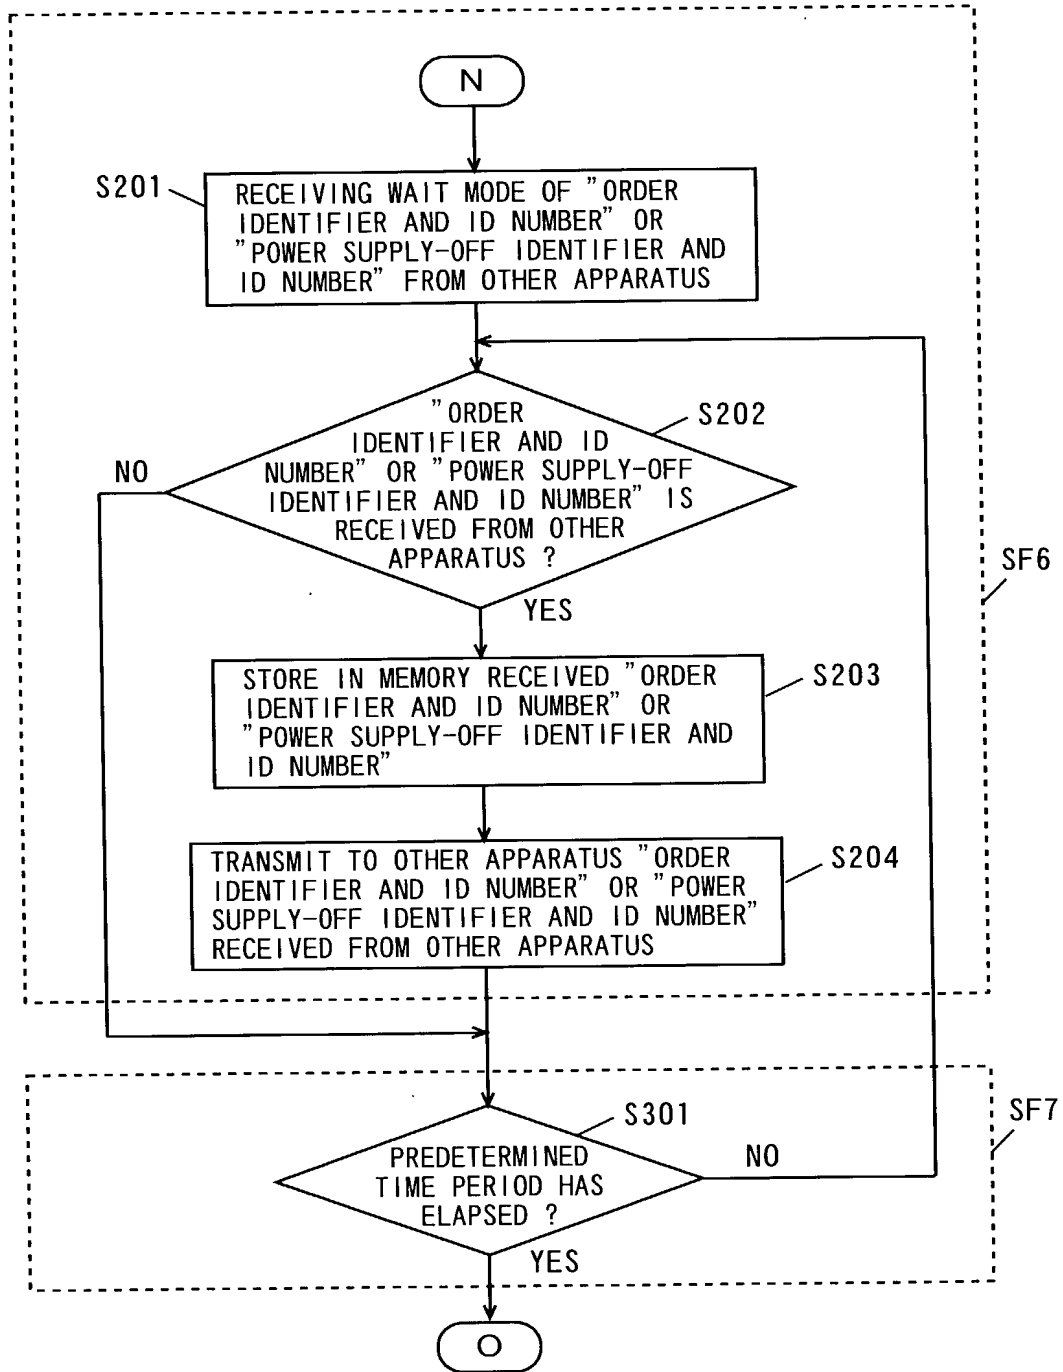 N
S201
RECEIVING WAIT MODE OF "ORDER
IDENTIFIER AND ID NUMBER" OR
"POWER SUPPLY-OFF IDENTIFIER AND
ID NUMBER" FROM OTHER APPARATUS
"ORDER
IDENTIFIER AND ID
NUMBER" OR "POWER SUPPLY-OFF
IDENTIFIER AND ID NUMBER" IS
RECEIVED FROM OTHER
APPARATUS ?
S202
NO
YES
SF6
STORE IN MEMORY RECEIVED "ORDER
IDENTIFIER AND ID NUMBER" OR
"POWER SUPPLY-OFF IDENTIFIER AND
ID NUMBER"
S203
TRANSMIT TO OTHER APPARATUS "ORDER
IDENTIFIER AND ID NUMBER" OR "POWER
SUPPLY-OFF IDENTIFIER AND ID NUMBER"
RECEIVED FROM OTHER APPARATUS
S204
S301
SF7
PREDETERMINED
TIME PERIOD HAS
ELAPSED ?
NO
YES
O